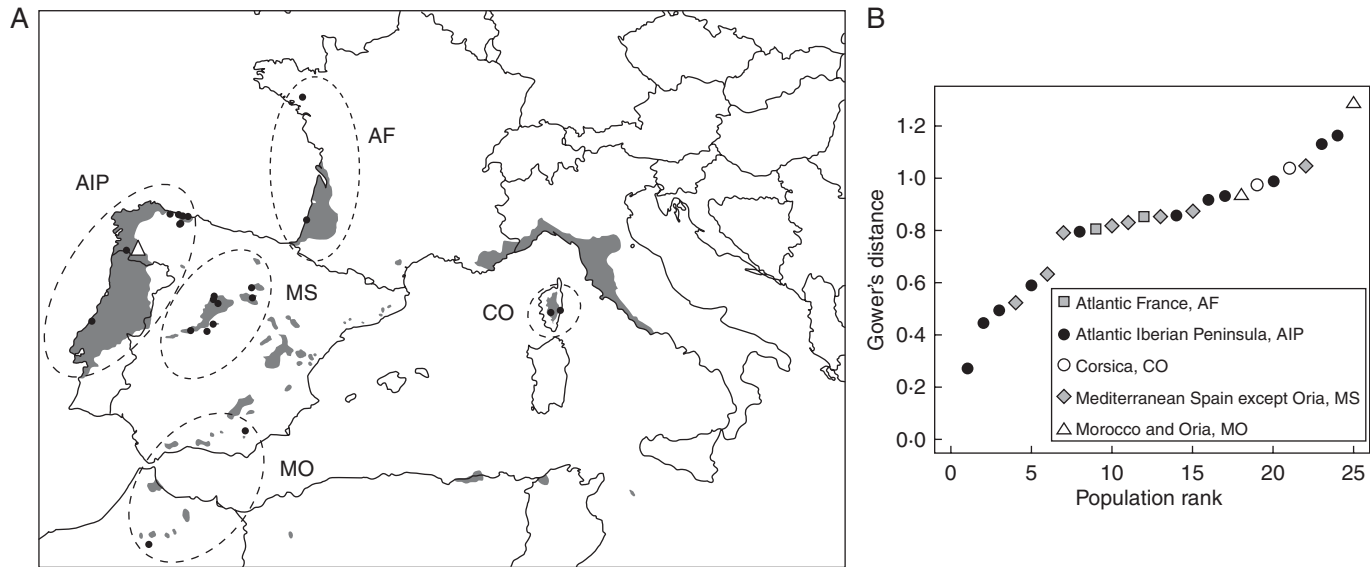 A
AF
AIP
MS
CO
MO
B
Gower's distance
1·2
1·0
0·8
0·6
0·4
0·2
0·0
Atlantic France, AF
Atlantic Iberian Peninsula, AIP
Corsica, CO
Mediterranean Spain except Oria, MS
Morocco and Oria, MO
0 5 10 15 20 25
Population rank